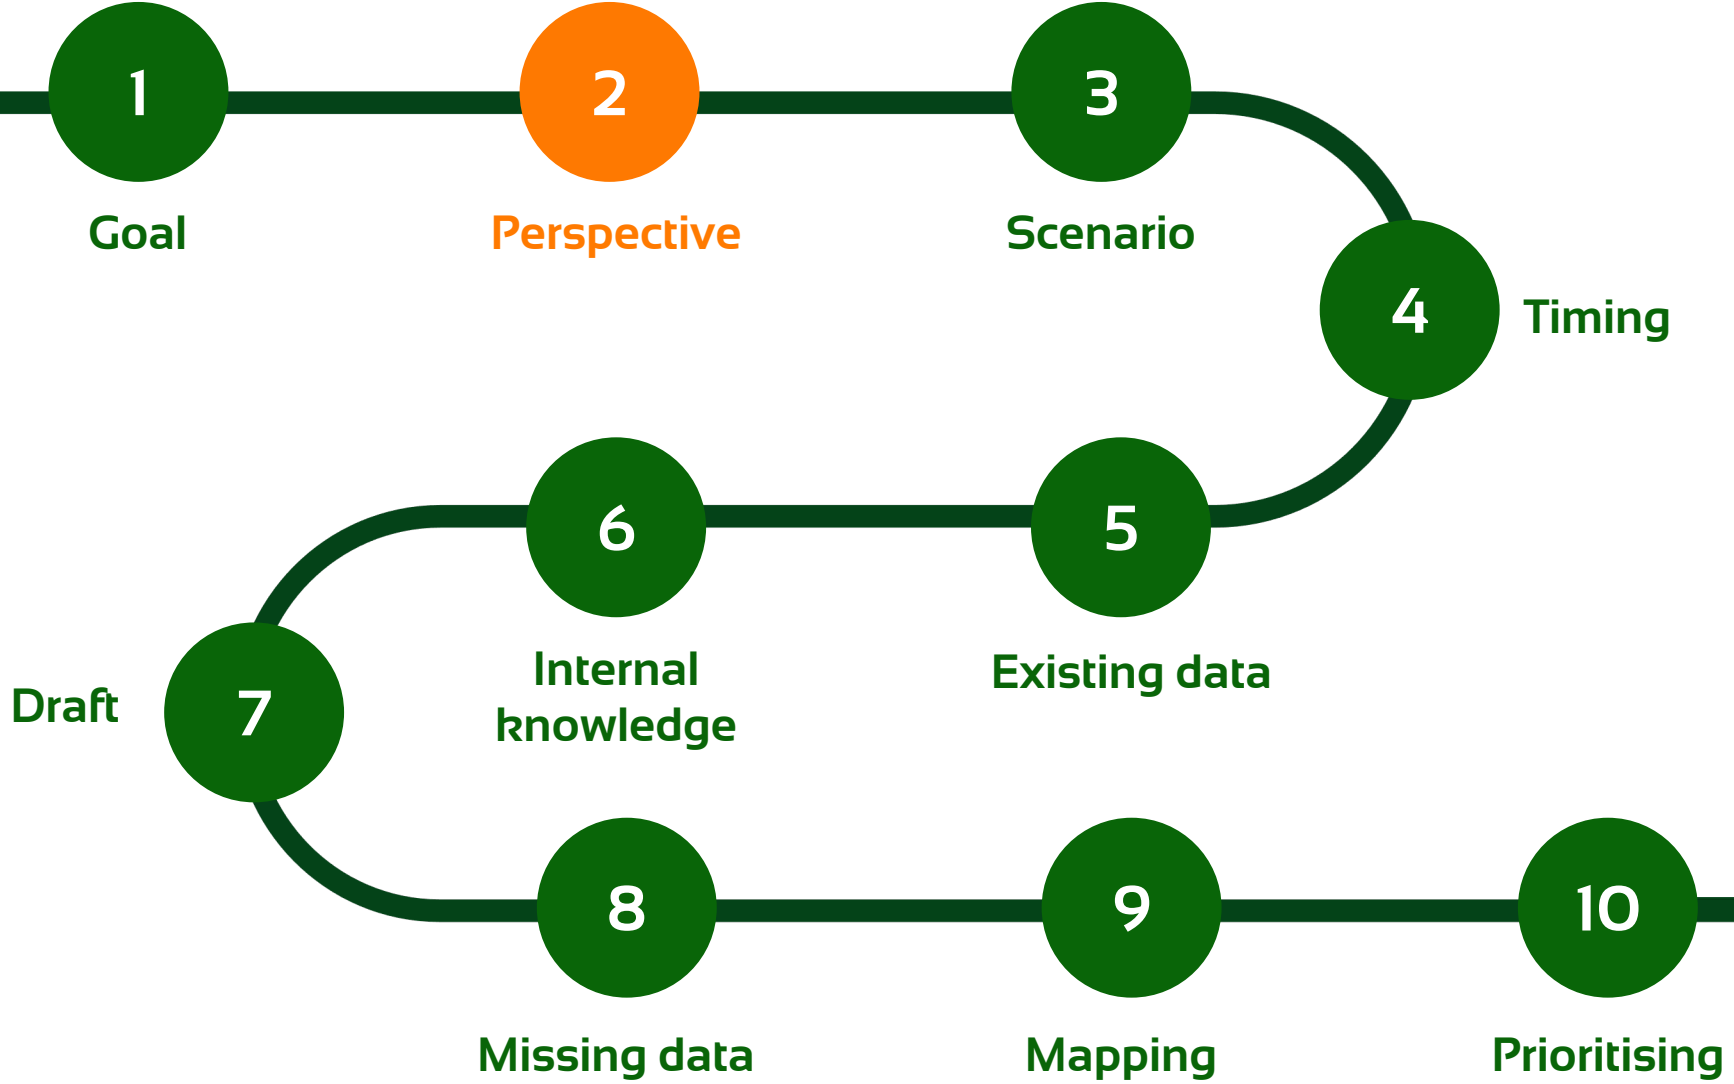 1
Goal
2
Perspective
3
Scenario
4
Timing
5
Existing data
6
Internal
knowledge
7
Draft
8
Missing data
9
Mapping
10
Prioritising